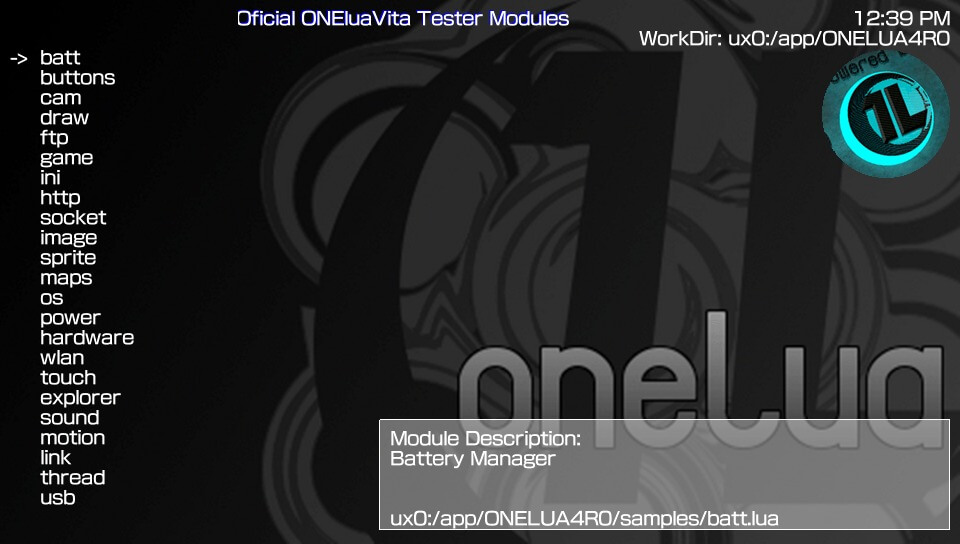 Oficial ONEluaVita Tester Modules
12:39 PM
WorkDir: ux0:/app/ONELUA4R0
-> batt
buttons
cam
draw
ftp
game
ini
http
socket
image
sprite
maps
os
power
hardware
wlan
touch
explorer
sound
motion
link
thread
usb
powered
1L
onelua
Module Description:
Battery Manager
ux0:/app/ONELUA4R0/samples/batt.lua